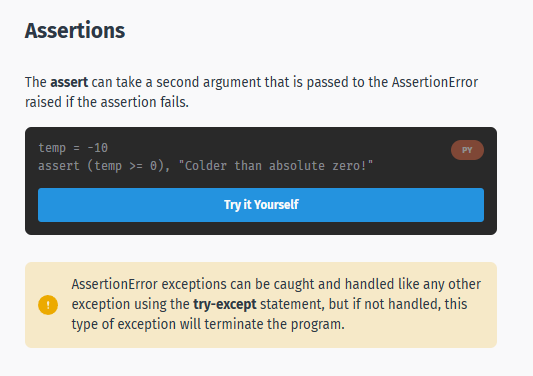 Assertions
The assert can take a second argument that is passed to the AssertionError
raised if the assertion fails.
temp = -10
PY
assert (temp >= 0), "Colder than absolute zero!"
Try it Yourself
AssertionError exceptions can be caught and handled like any other
! exception using the try-except statement, but if not handled, this
type of exception will terminate the program.